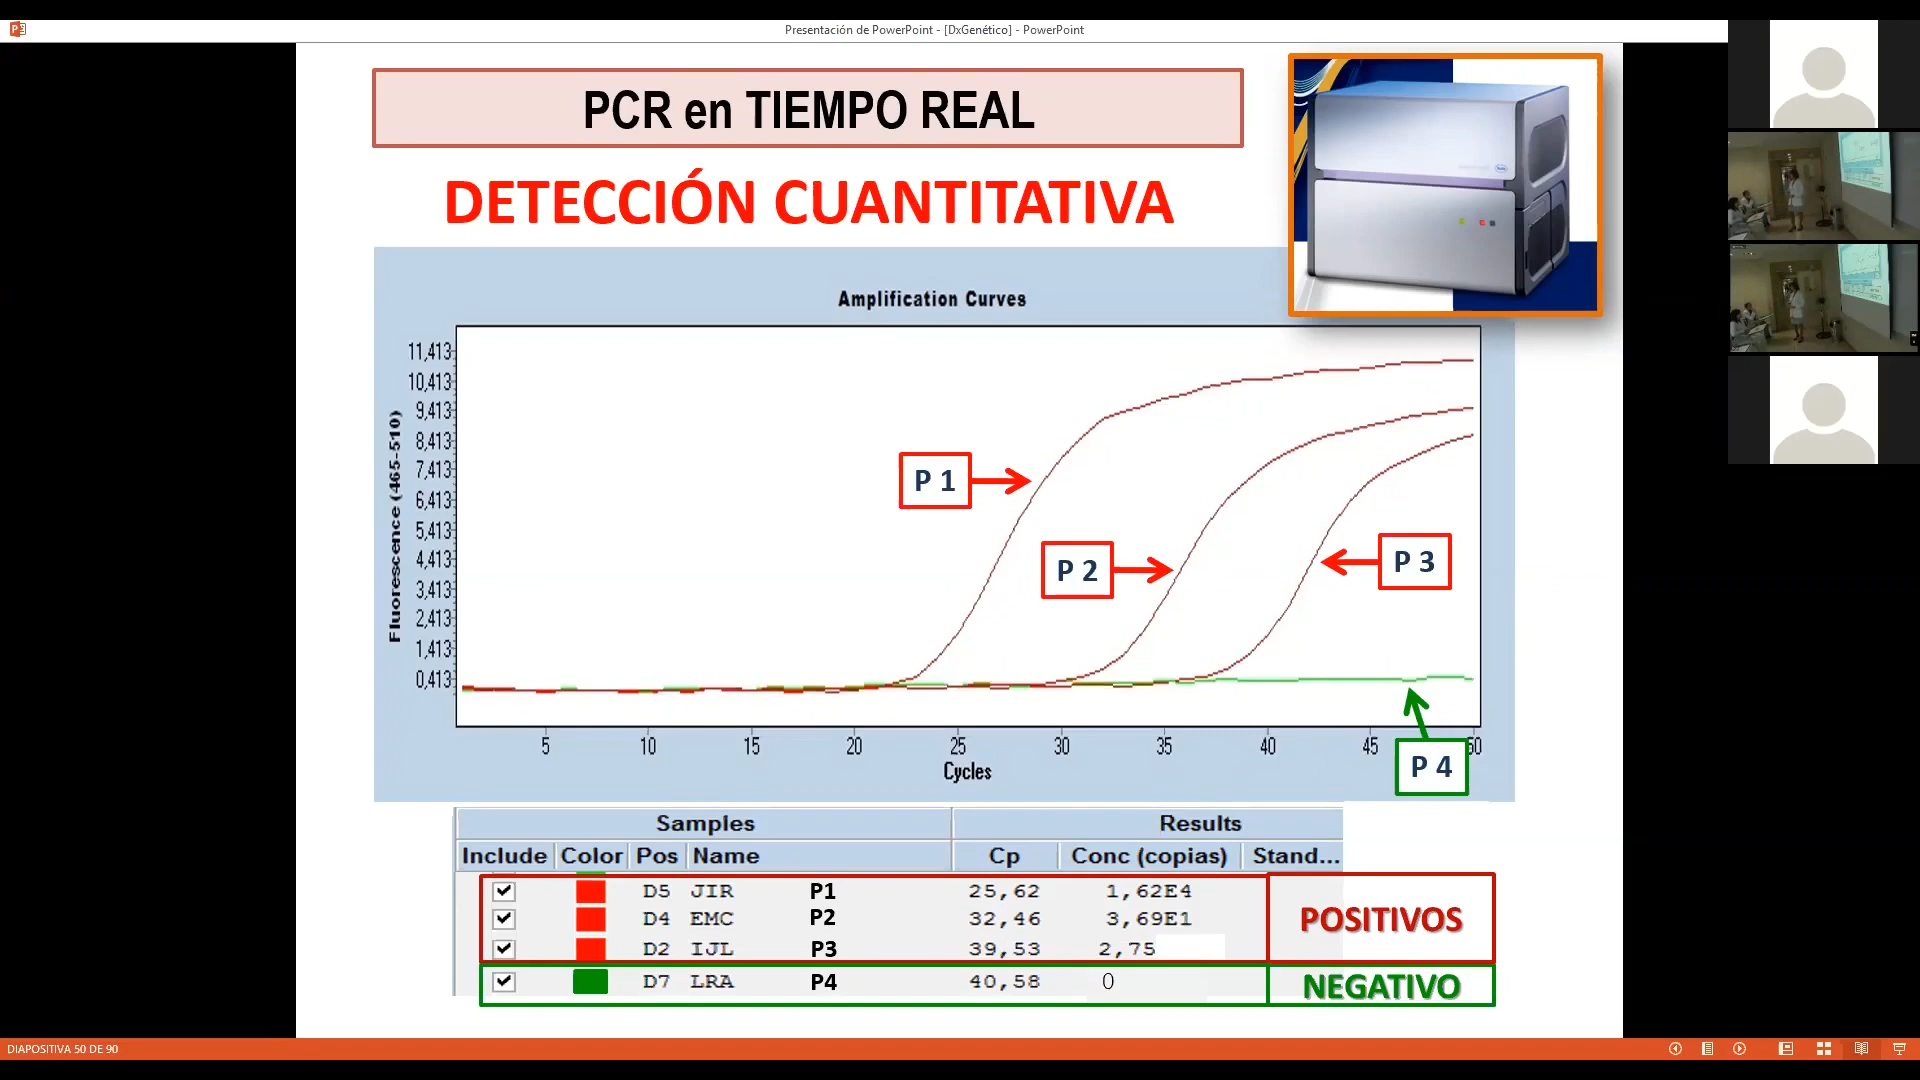 Presentación de PowerPoint - [DxGenético] - PowerPoint
PCR en TIEMPO REAL
DETECCIÓN CUANTITATIVA
Amplification Curves
Fluorescence (465-510)
11,413
10,413
9,413
8,413
7,413
6,413
5,413
4,413
3,413
2,413
1,413
0,413
P 1
P 2
P 3
P 4
5 10 15 20 25 30 35 40 45 50
Cycles
Samples Results
Include Color Pos Name Cp Conc (copias) Stand...
D5 JIR P1 25,62 1,62E4
D4 EMC P2 32,46 3,69E1
D2 IJL P3 39,53 2,75
POSITIVOS
D7 LRA P4 40,58 0
NEGATIVO
DIAPOSITIVA 50 DE 90